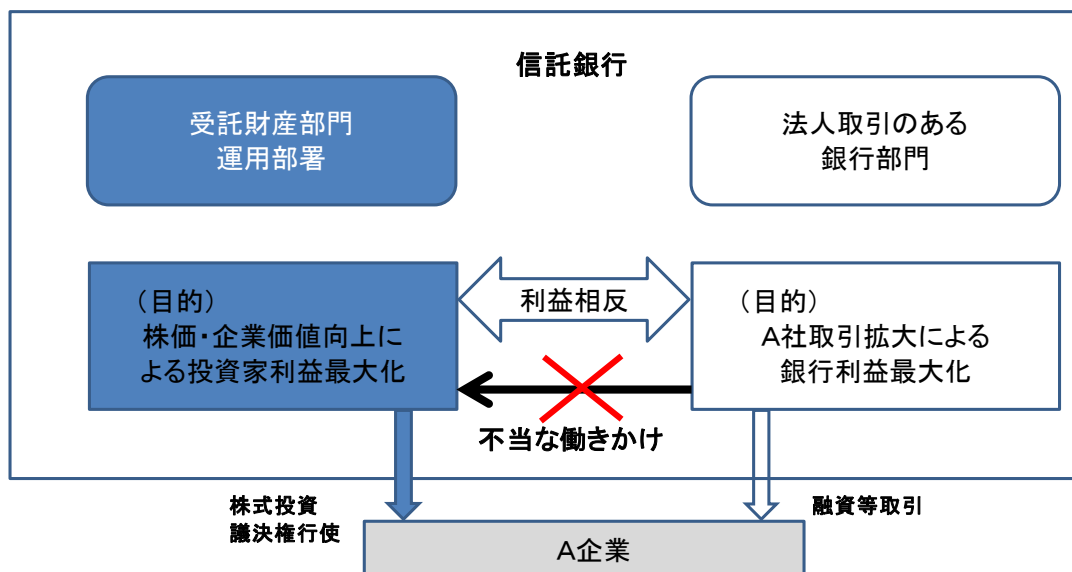 信託銀行
受託財産部門
運用部署
法人取引のある
銀行部門
（目的）
株価・企業価値向上に
よる投資家利益最大化
利益相反
（目的）
A社取引拡大による
銀行利益最大化
不当な働きかけ
株式投資
議決権行使
融資等取引
A企業